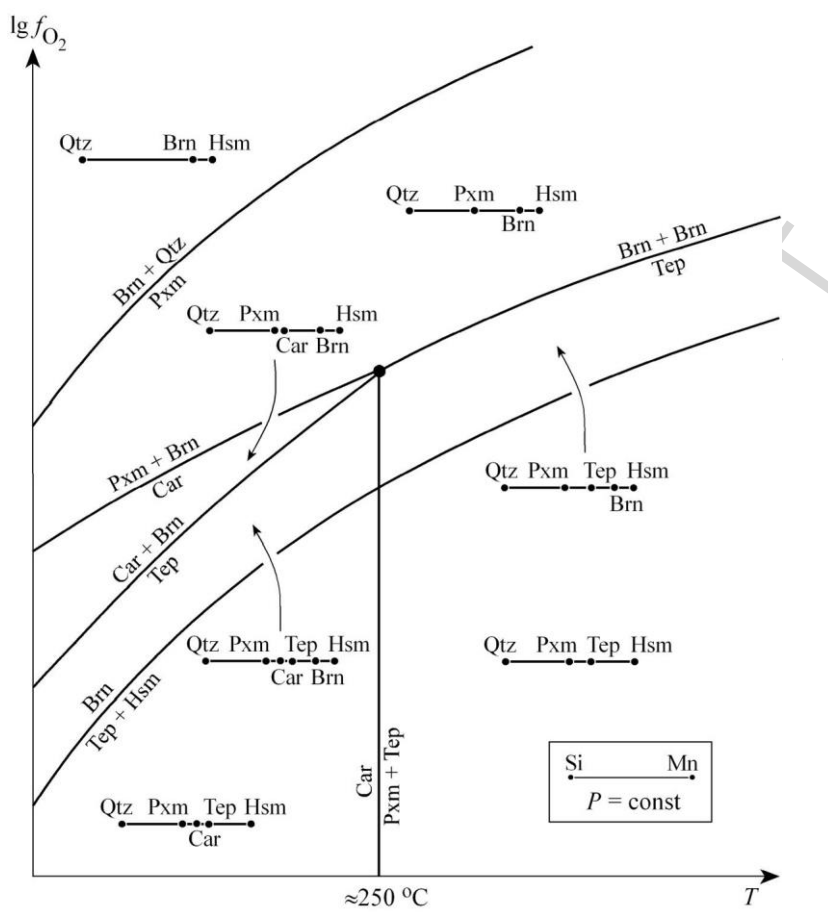 lg fO2
Qtz Brn Hsm
Qtz Pxm Hsm
Brn
Brn + Qtz
Pxm
Brn + Brn
Tep
Qtz Pxm Hsm
Car Brn
Pxm + Brn
Car
Car + Brn
Tep
Qtz Pxm Tep Hsm
Brn
Qtz Pxm Tep Hsm
Car Brn
Qtz Pxm Tep Hsm
Brn
Tep + Hsm
Car
Pxm + Tep
Si Mn
P = const
Qtz Pxm Tep Hsm
Car
≈250 °C
T